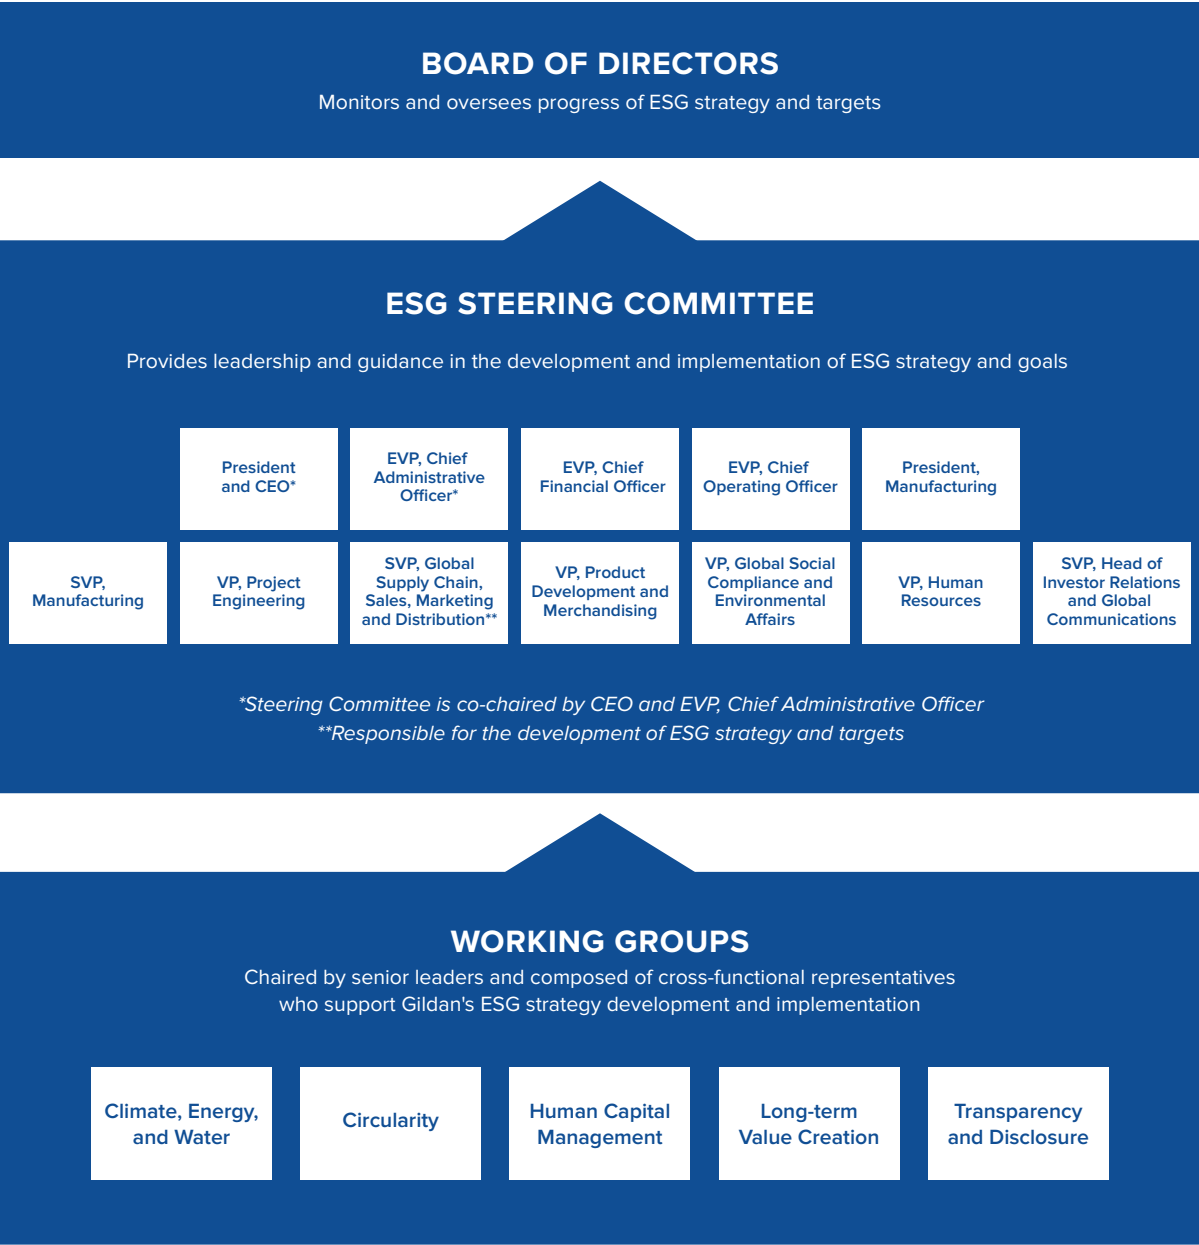 BOARD OF DIRECTORS
Monitors and oversees progress of ESG strategy and targets
ESG STEERING COMMITTEE
Provides leadership and guidance in the development and implementation of ESG strategy and goals
President
and CEO*
EVP, Chief
Administrative
Officer*
EVP, Chief
Financial Officer
EVP, Chief
Operating Officer
President,
Manufacturing
SVP,
Manufacturing
VP, Project
Engineering
SVP, Global
Supply Chain,
Sales, Marketing
and Distribution**
VP, Product
Development and
Merchandising
VP, Global Social
Compliance and
Environmental
Affairs
VP, Human
Resources
SVP, Head of
Investor Relations
and Global
Communications
*Steering Committee is co-chaired by CEO and EVP, Chief Administrative Officer
**Responsible for the development of ESG strategy and targets
WORKING GROUPS
Chaired by senior leaders and composed of cross-functional representatives
who support Gildan's ESG strategy development and implementation
Climate, Energy,
and Water
Circularity
Human Capital
Management
Long-term
Value Creation
Transparency
and Disclosure